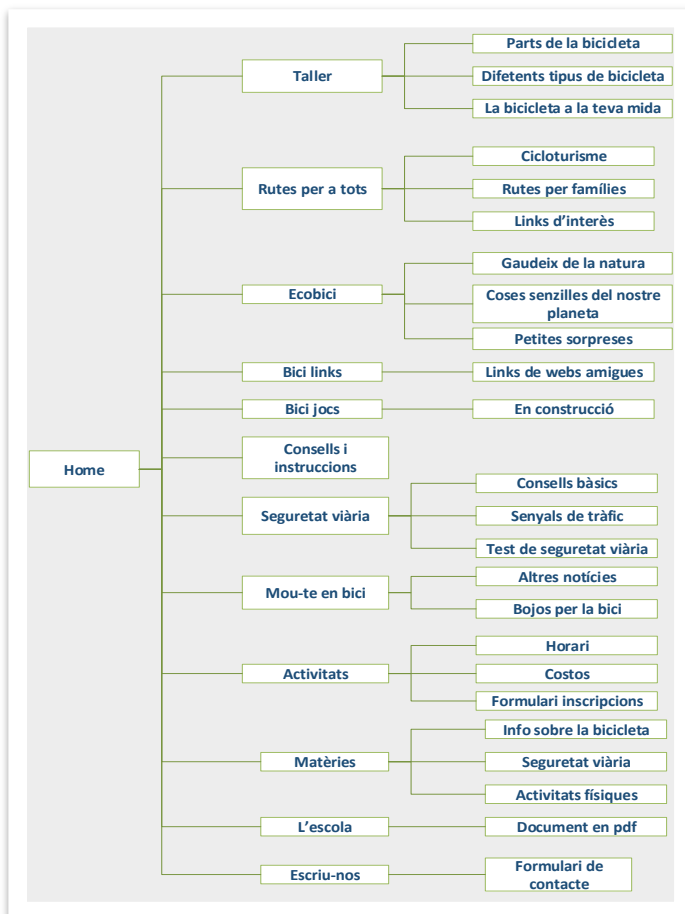 Parts de la bicicleta
Taller
Difetents tipus de bicicleta
La bicicleta a la teva mida
Cicloturisme
Rutes per a tots
Rutes per famílies
Links d'interès
Gaudeix de la natura
Ecobici
Coses senzilles del nostre
planeta
Petites sorpreses
Bici links
Links de webs amigues
Bici jocs
En construcció
Consells i
instruccions
Home
Consells bàsics
Seguretat viària
Senyals de tràfic
Test de seguretat viària
Altres notícies
Mou-te en bici
Bojos per la bici
Horari
Activitats
Costos
Formulari inscripcions
Info sobre la bicicleta
Matèries
Seguretat viària
Activitats físiques
L'escola
Document en pdf
Escriu-nos
Formulari de
contacte